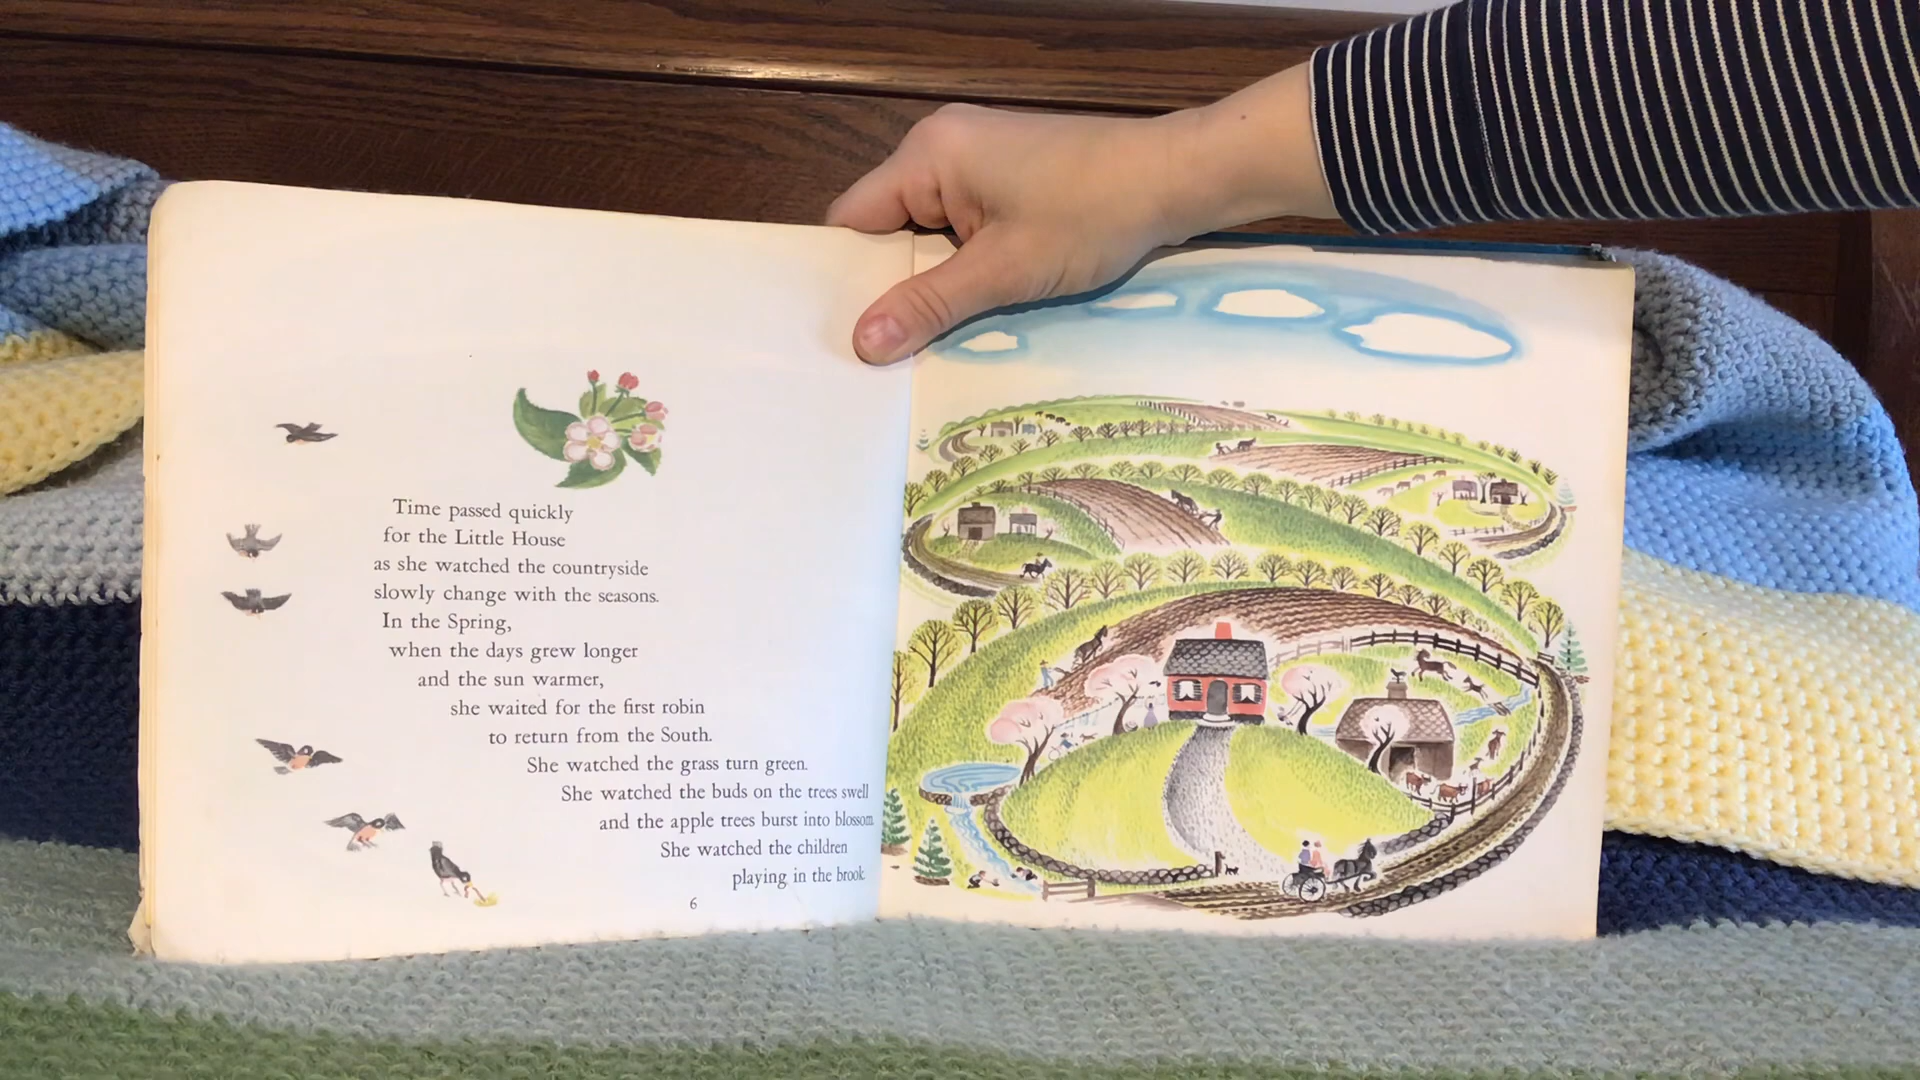 Time passed quickly
for the Little House
as she watched the countryside
slowly change with the seasons.
In the Spring,
when the days grew longer
and the sun warmer,
she waited for the first robin
to return from the South.
She watched the grass turn green.
She watched the buds on the trees swell
and the apple trees burst into blossom.
She watched the children
playing in the brook.
6